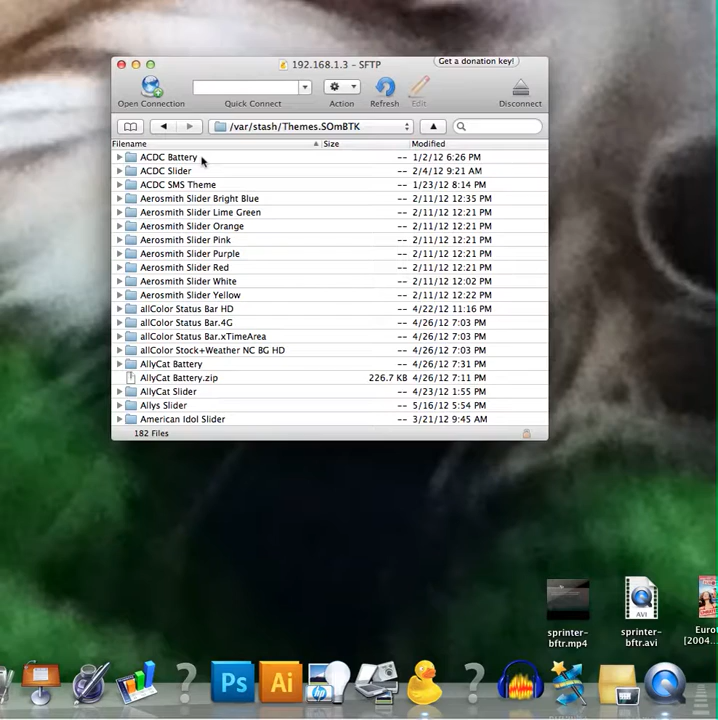 192.168.1.3 – SFTP
Get a donation key!
Open Connection
Quick Connect
Action
Refresh
Edit
Disconnect
/var/stash/Themes.SOmBTK
Filename Size Modified
ACDC Battery -- 1/2/12 6:26 PM
ACDC Slider -- 2/4/12 9:21 AM
ACDC SMS Theme -- 1/23/12 8:14 PM
Aerosmith Slider Bright Blue -- 2/11/12 12:35 PM
Aerosmith Slider Lime Green -- 2/11/12 12:21 PM
Aerosmith Slider Orange -- 2/11/12 12:21 PM
Aerosmith Slider Pink -- 2/11/12 12:21 PM
Aerosmith Slider Purple -- 2/11/12 12:21 PM
Aerosmith Slider Red -- 2/11/12 12:21 PM
Aerosmith Slider White -- 2/11/12 12:02 PM
Aerosmith Slider Yellow -- 2/11/12 12:22 PM
allColor Status Bar HD -- 4/22/12 11:16 PM
allColor Status Bar.4G -- 4/26/12 7:03 PM
allColor Status Bar.xTimeArea -- 4/26/12 7:03 PM
allColor Stock+Weather NC BG HD -- 4/26/12 7:03 PM
AllyCat Battery -- 4/26/12 7:31 PM
AllyCat Battery.zip 226.7 KB 4/26/12 7:11 PM
AllyCat Slider -- 4/23/12 1:55 PM
Allys Slider -- 5/16/12 5:54 PM
American Idol Slider -- 3/21/12 9:45 AM
182 Files
AVI
sprinter-
bftr.mp4
sprinter-
bftr.avi
Eurot
[2004...
? Ps Ai hp ?